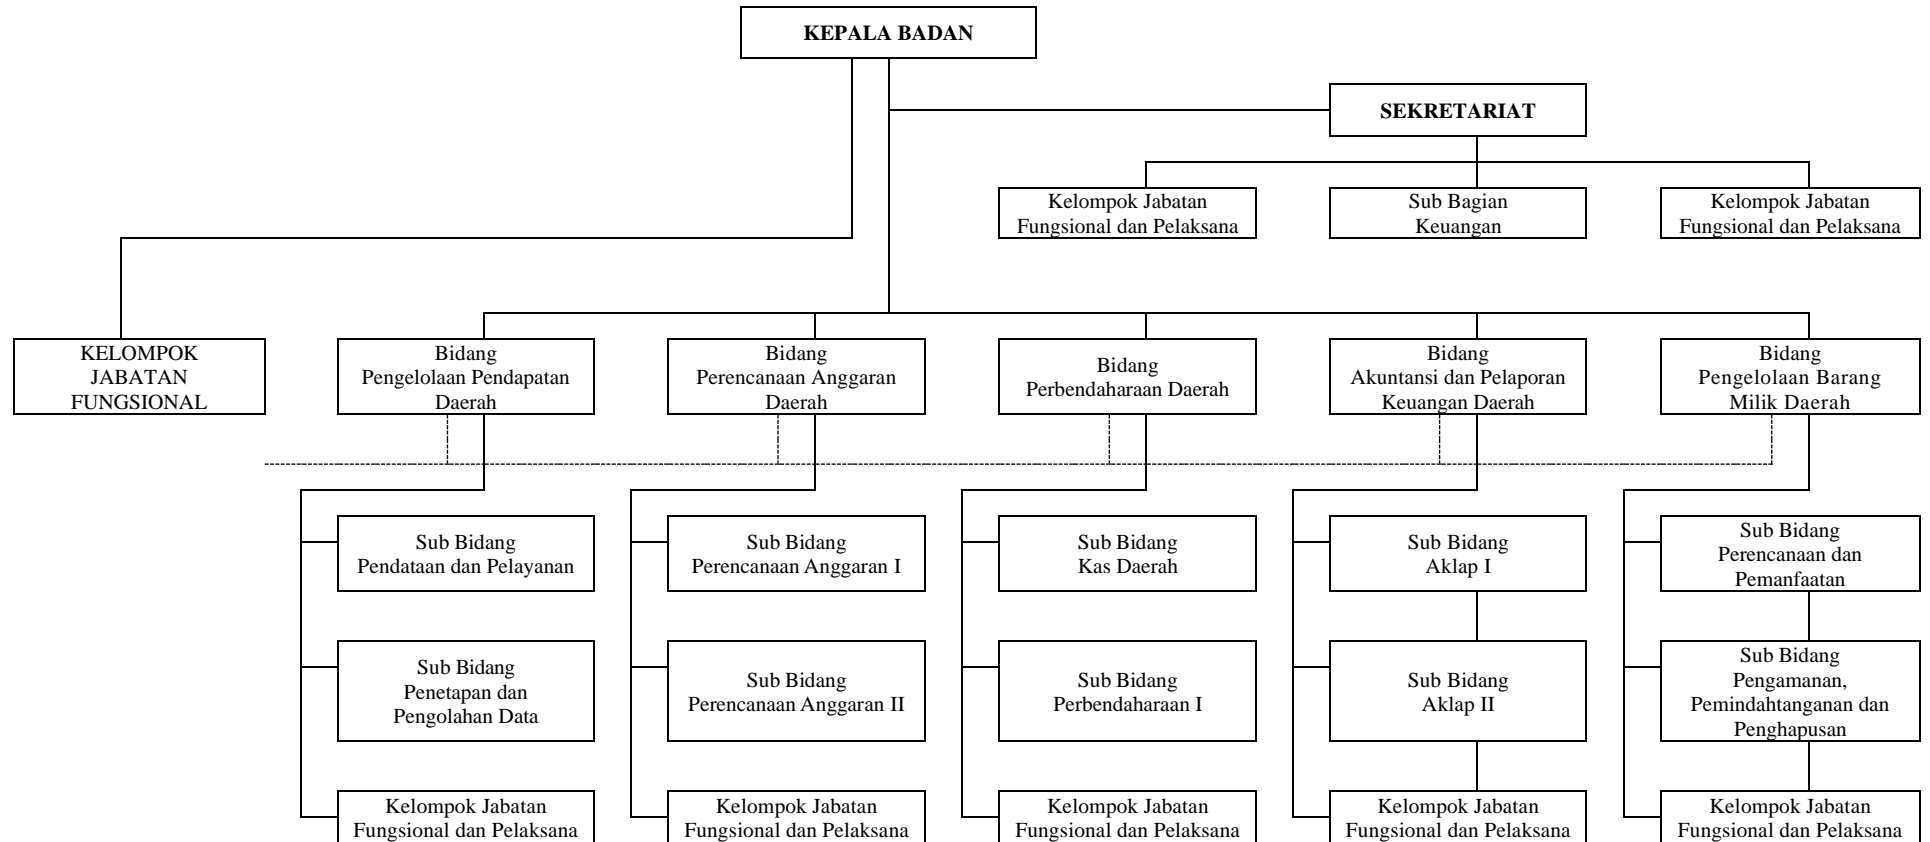 KEPALA BADAN
SEKRETARIAT
Kelompok Jabatan
Fungsional dan Pelaksana
Sub Bagian
Keuangan
Kelompok Jabatan
Fungsional dan Pelaksana
KELOMPOK
JABATAN
FUNGSIONAL
Bidang
Pengelolaan Pendapatan
Daerah
Bidang
Perencanaan Anggaran
Daerah
Bidang
Perbendaharaan Daerah
Bidang
Akuntansi dan Pelaporan
Keuangan Daerah
Bidang
Pengelolaan Barang
Milik Daerah
Sub Bidang
Pendataan dan Pelayanan
Sub Bidang
Perencanaan Anggaran I
Sub Bidang
Kas Daerah
Sub Bidang
Aklap I
Sub Bidang
Perencanaan dan
Pemanfaatan
Sub Bidang
Penetapan dan
Pengolahan Data
Sub Bidang
Perencanaan Anggaran II
Sub Bidang
Perbendaharaan I
Sub Bidang
Aklap II
Sub Bidang
Pengamanan,
Pemindahtanganan dan
Penghapusan
Kelompok Jabatan
Fungsional dan Pelaksana
Kelompok Jabatan
Fungsional dan Pelaksana
Kelompok Jabatan
Fungsional dan Pelaksana
Kelompok Jabatan
Fungsional dan Pelaksana
Kelompok Jabatan
Fungsional dan Pelaksana